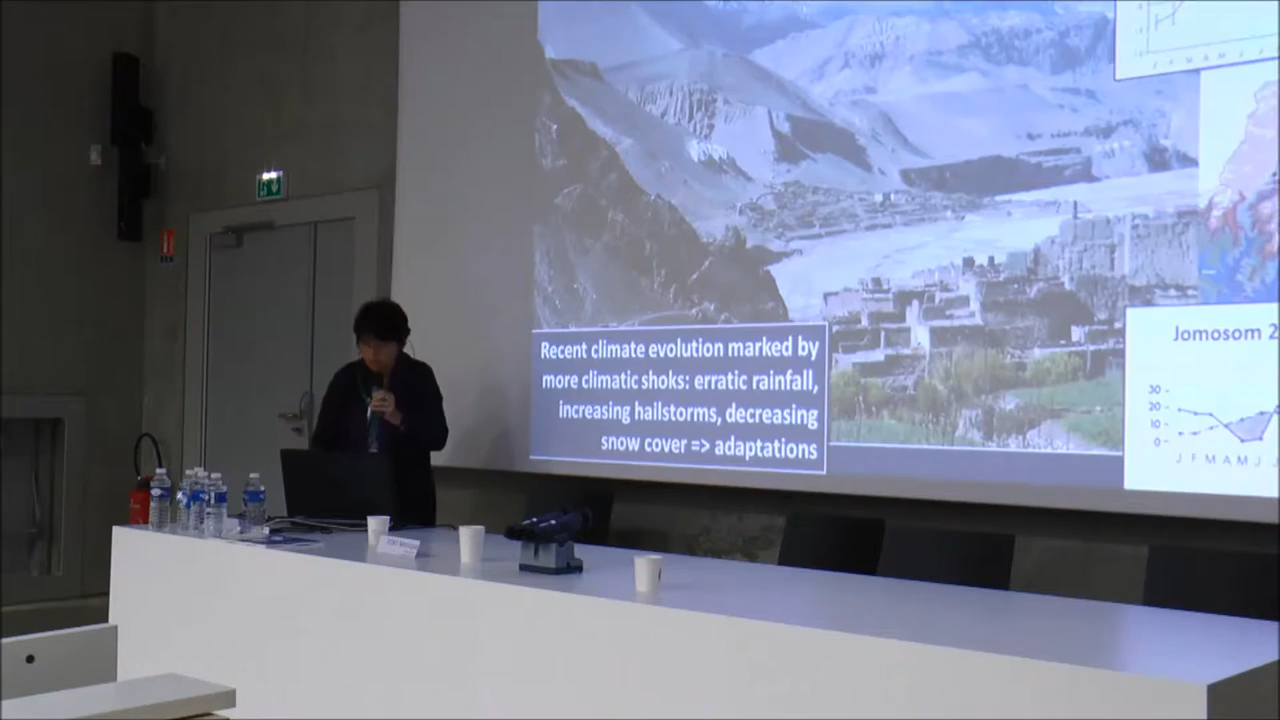 J F M A M J J
Recent climate evolution marked by
more climatic shoks: erratic rainfall,
increasing hailstorms, decreasing
snow cover => adaptations
Jomosom 2
30
20
10
0
J F M A M J J